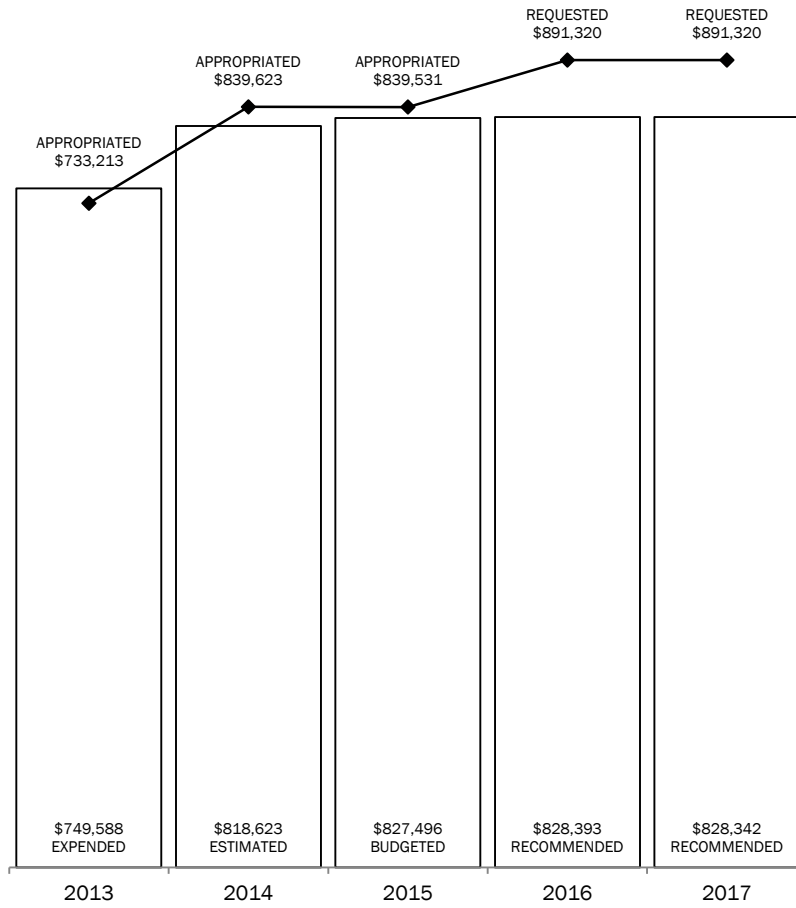 REQUESTED
$891,320
REQUESTED
$891,320
APPROPRIATED
$839,623
APPROPRIATED
$839,531
APPROPRIATED
$733,213
$749,588
EXPENDED
$818,623
ESTIMATED
$827,496
BUDGETED
$828,393
RECOMMENDED
$828,342
RECOMMENDED
2013
2014
2015
2016
2017